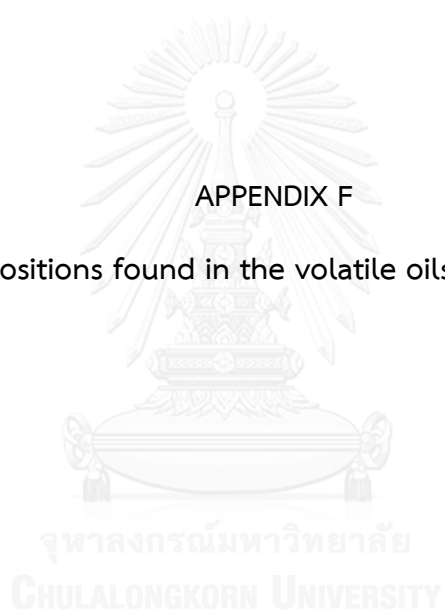 APPENDIX F
ositions found in the volatile oils
จุฬาลงกรณ์มหาวิทยาลัย
CHULALONGKORN UNIVERSITY